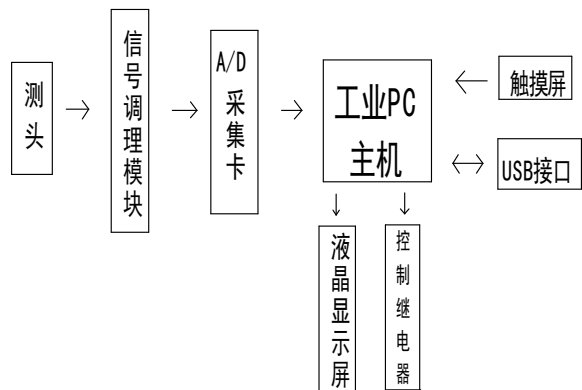 测头
信号调理模块
A/D采集卡
工业PC
主机
触摸屏
USB接口
液晶显示屏
控制继电器